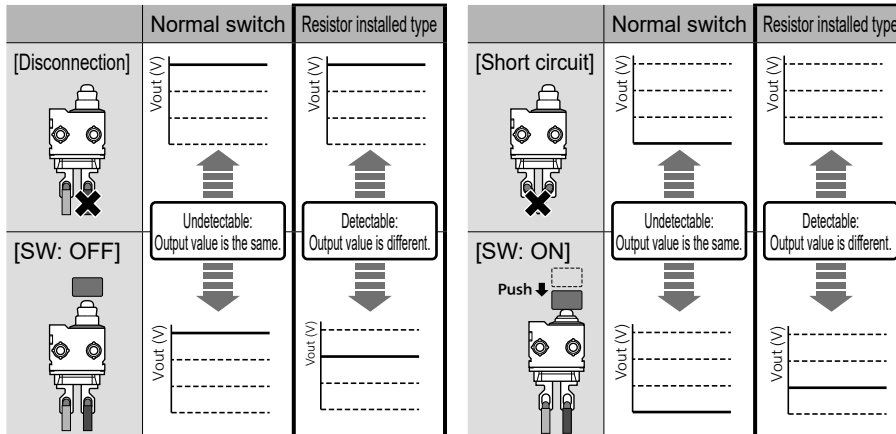 Normal switch
Resistor installed type
[Disconnection]
Vout (V)
Vout (V)
Undetectable:
Output value is the same.
Detectable:
Output value is different.
[SW: OFF]
Vout (V)
Vout (V)
Normal switch
Resistor installed type
[Short circuit]
Vout (V)
Vout (V)
Undetectable:
Output value is the same.
Detectable:
Output value is different.
[SW: ON]
Push
Vout (V)
Vout (V)